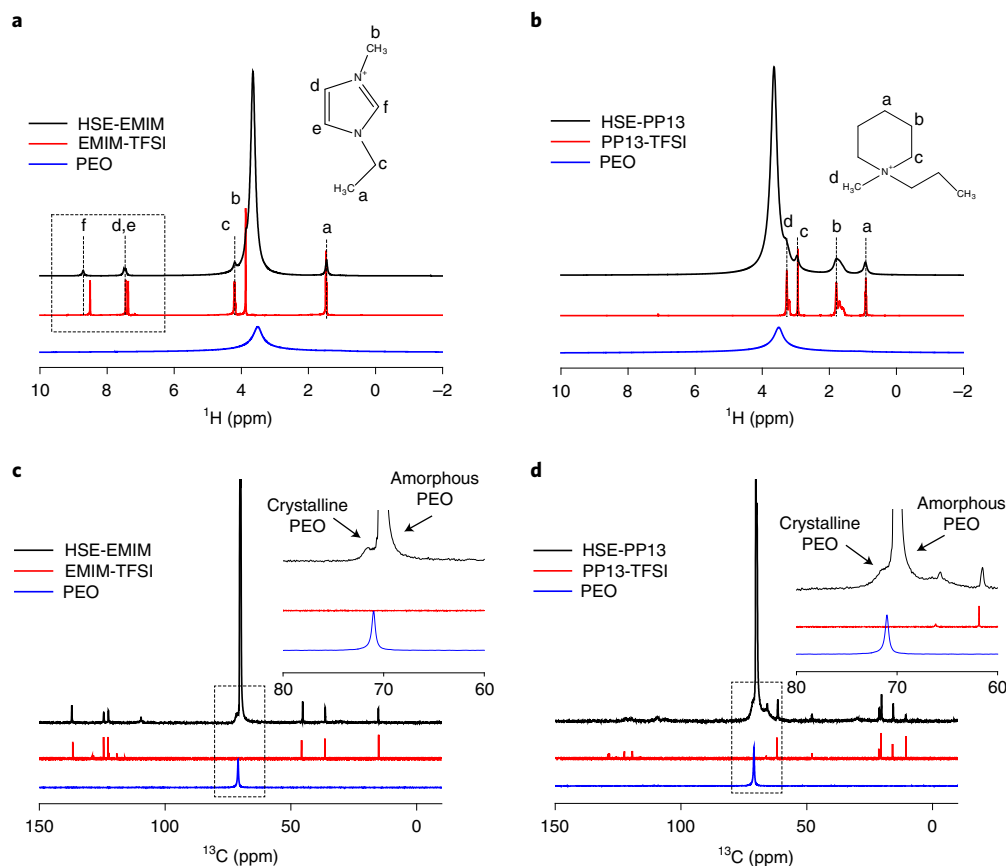 a
HSE-EMIM
EMIM-TFSI
PEO
b
CH3
N+
d
f
e
N
c
H3C
a
f
d,e
c
b
a
10 8 6 4 2 0 −2
1H (ppm)
b
HSE-PP13
PP13-TFSI
PEO
a
b
c
d
H3C
N+
CH3
d
c
b
a
10 8 6 4 2 0 −2
1H (ppm)
c
HSE-EMIM
EMIM-TFSI
PEO
Crystalline
PEO
Amorphous
PEO
80 70 60
150 100 50 0
13C (ppm)
d
HSE-PP13
PP13-TFSI
PEO
Crystalline
PEO
Amorphous
PEO
80 70 60
150 100 50 0
13C (ppm)